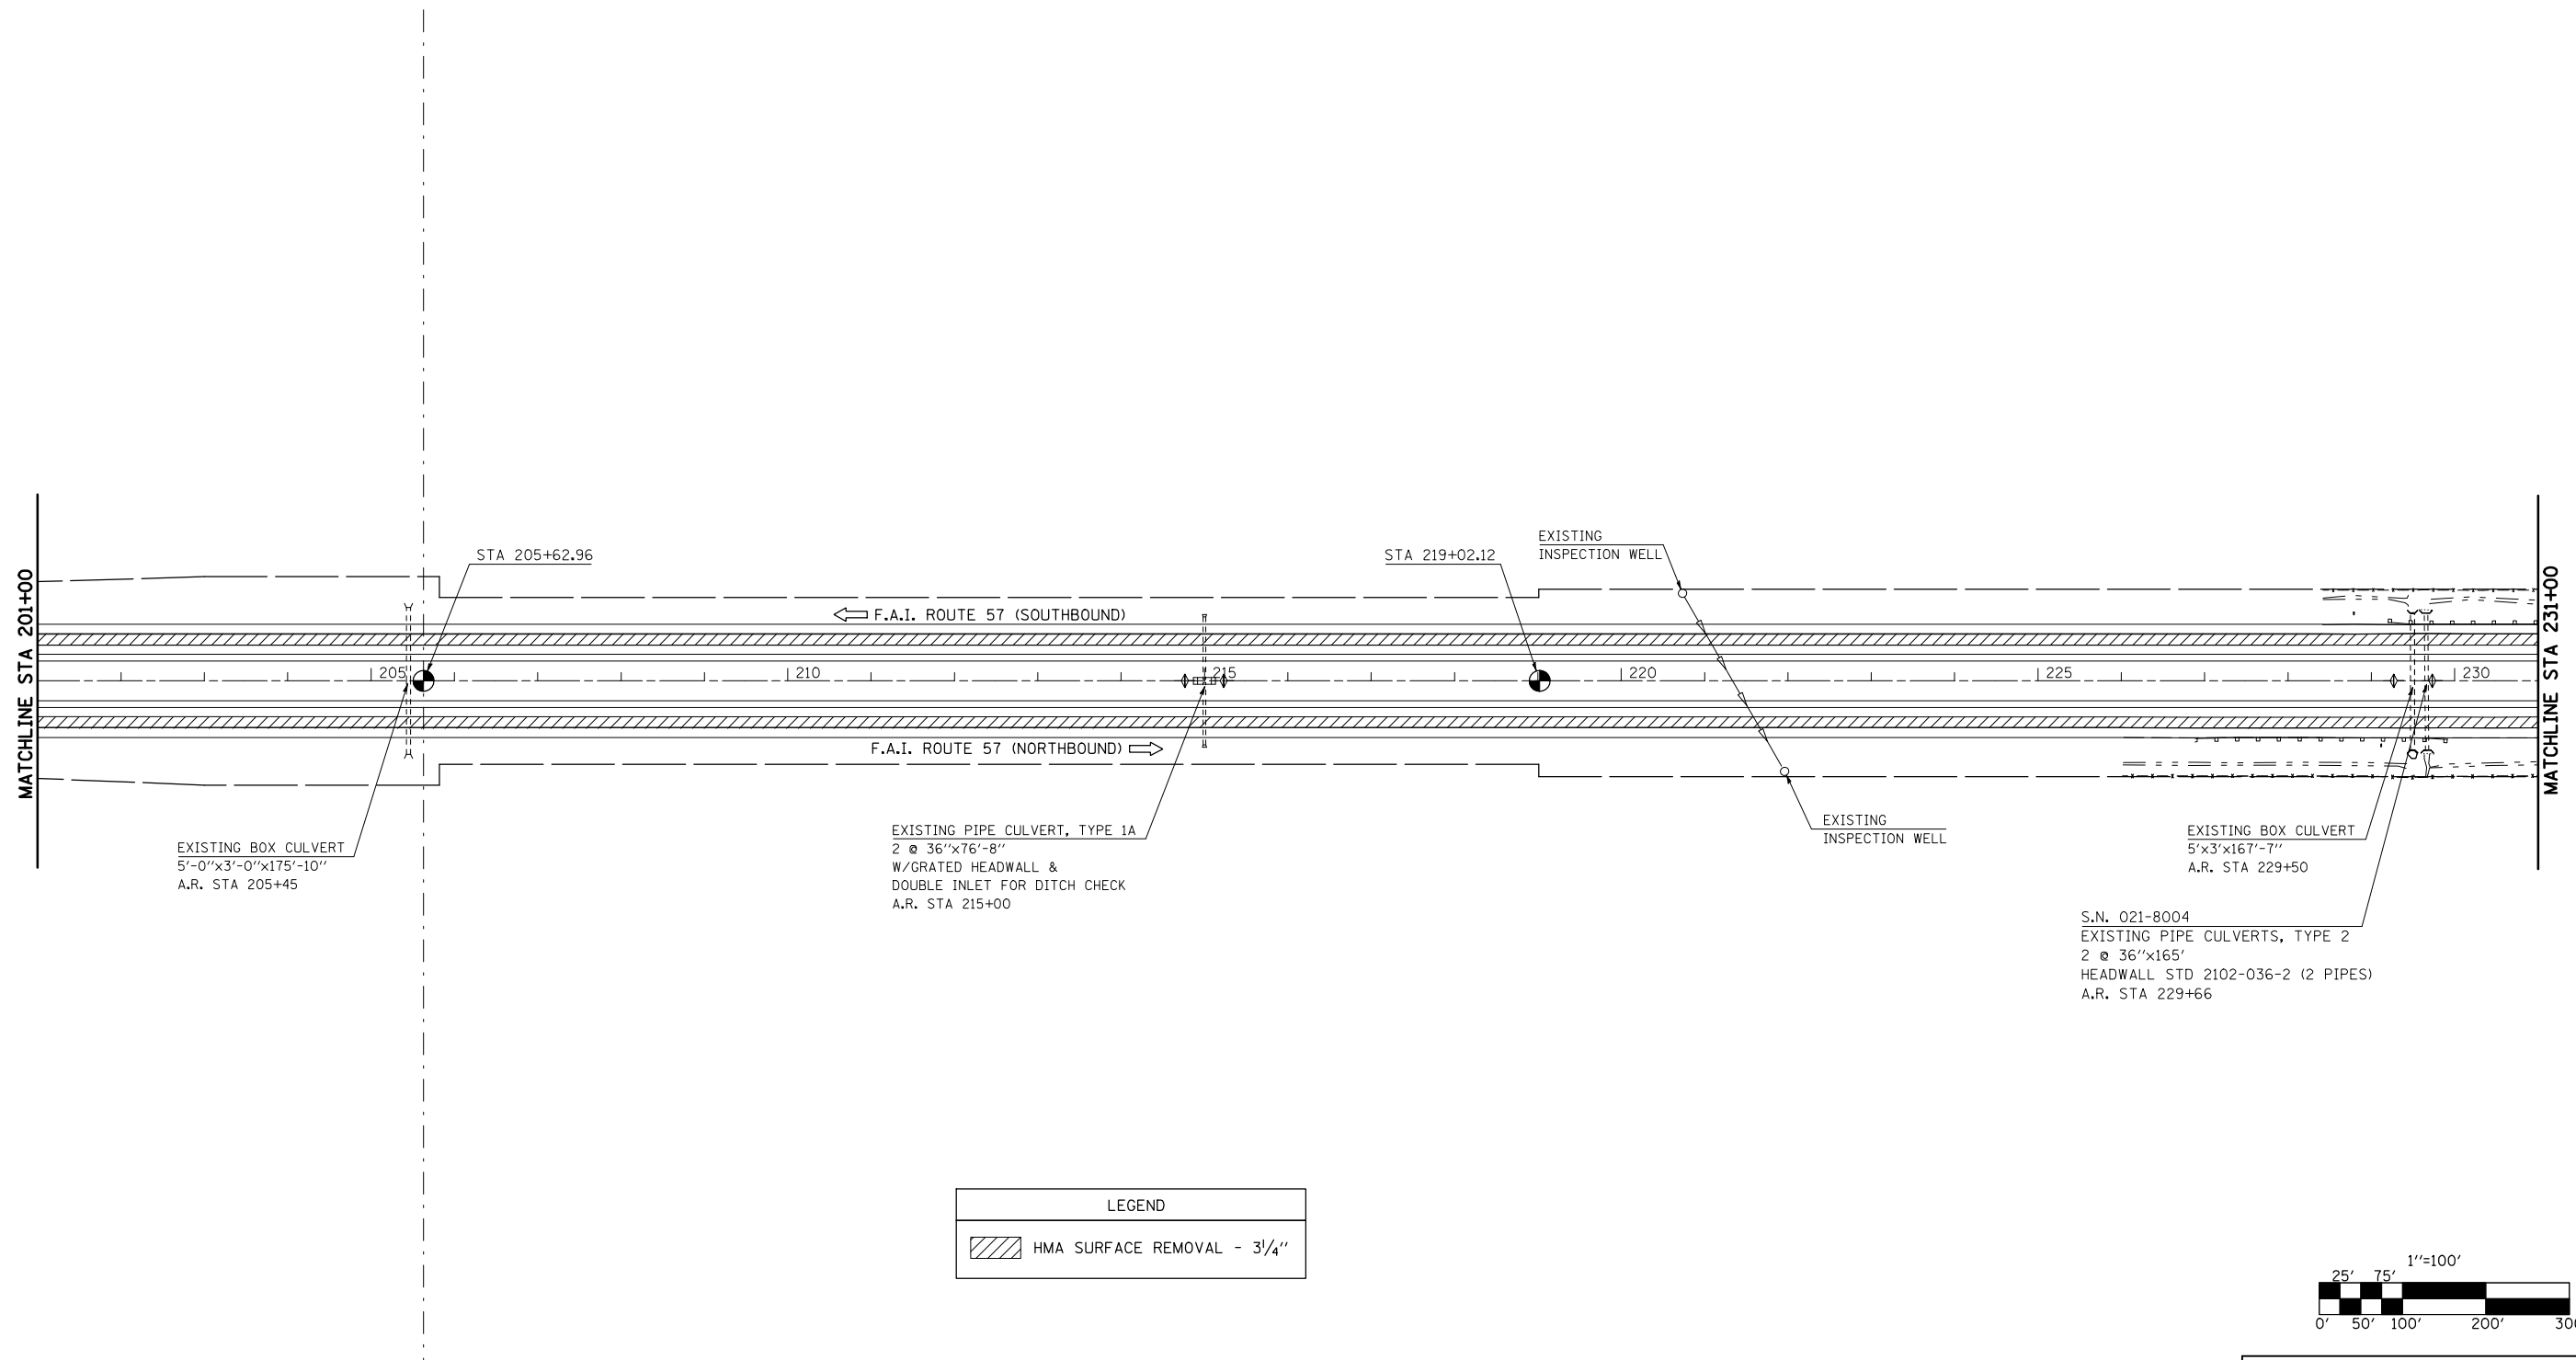 STA 205+62.96
STA 219+02.12
EXISTING
INSPECTION WELL
MATCHLINE STA 201+00
F.A.I. ROUTE 57 (SOUTHBOUND)
MATCHLINE STA 231+00
205
210
215
220
225
230
F.A.I. ROUTE 57 (NORTHBOUND)
EXISTING BOX CULVERT
5'-0"x3'-0"x175'-10"
A.R. STA 205+45
EXISTING PIPE CULVERT, TYPE 1A
2 @ 36"x76'-8"
W/GRATED HEADWALL &
DOUBLE INLET FOR DITCH CHECK
A.R. STA 215+00
EXISTING
INSPECTION WELL
EXISTING BOX CULVERT
5'x3'x167'-7"
A.R. STA 229+50
S.N. 021-8004
EXISTING PIPE CULVERTS, TYPE 2
2 @ 36"x165'
HEADWALL STD 2102-036-2 (2 PIPES)
A.R. STA 229+66
LEGEND
HMA SURFACE REMOVAL - 3 1/4"
1"=100'
25' 75'
0' 50' 100' 200'